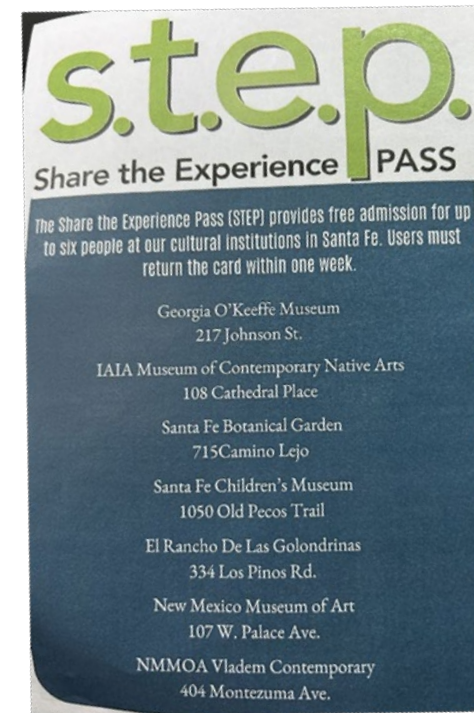 s.t.e.p.
Share the Experience PASS
The Share the Experience Pass (STEP) provides free admission for up
to six people at our cultural institutions in Santa Fe. Users must
return the card within one week.
Georgia O'Keeffe Museum
217 Johnson St.
IAIA Museum of Contemporary Native Arts
108 Cathedral Place
Santa Fe Botanical Garden
715Camino Lejo
Santa Fe Children's Museum
1050 Old Pecos Trail
El Rancho De Las Golondrinas
334 Los Pinos Rd.
New Mexico Museum of Art
107 W. Palace Ave.
NMMOA Vladem Contemporary
404 Montezuma Ave.